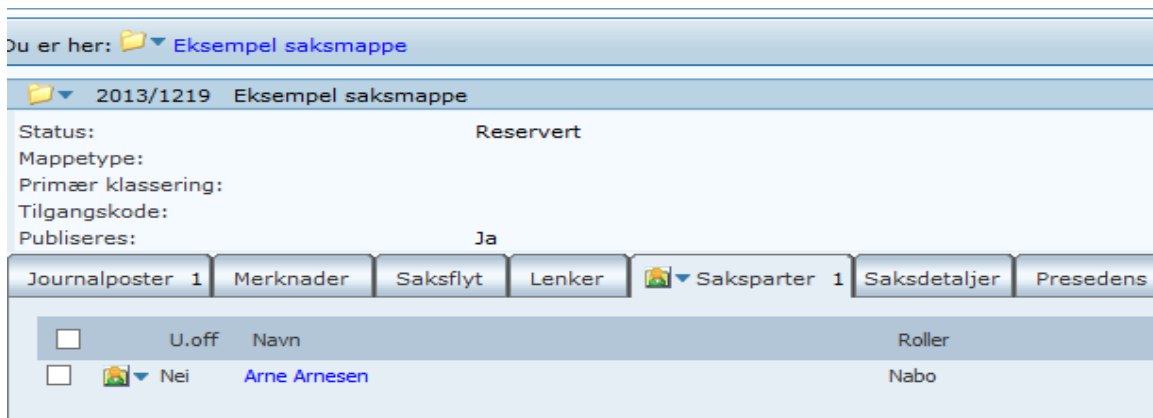 Du er her: Eksempel saksmappe
2013/1219 Eksempel saksmappe
Status: Reservert
Mappetype:
Primær klassering:
Tilgangskode:
Publiseres: Ja
Journalposter 1 Merknader Saksflyt Lenker Saksparter 1 Saksdetaljer Presedens
U.off Navn Roller
Nei Arne Arnesen Nabo